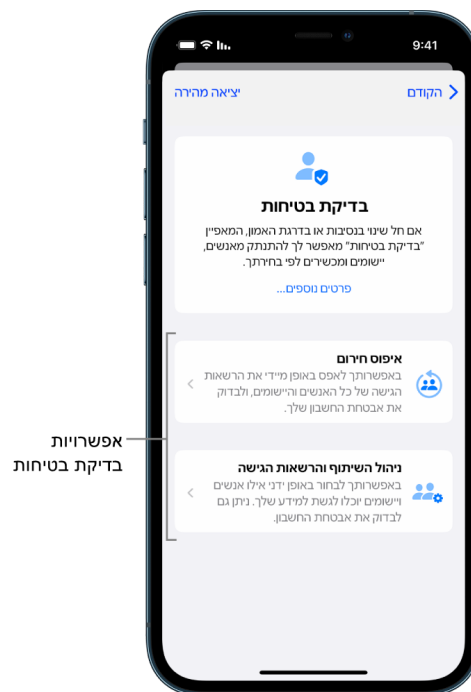 9:41
הקודם
יציאה מהירה
בדיקת בטיחות
אם חל שינוי בנסיבות או בדרגת האמון, המאפיין
״בדיקת בטיחות״ מאפשר לך להתנתק מאנשים,
יישומים ומכשירים לפי בחירתך.
פרטים נוספים...
איפוס חירום
באפשרותך לאפס באופן מיידי את הרשאות
הגישה של כל האנשים והיישומים, ולבדוק
את אבטחת החשבון שלך.
ניהול השיתוף והרשאות הגישה
באפשרותך לבחור באופן ידני אילו אנשים
ויישומים יוכלו לגשת למידע שלך. ניתן גם
לבדוק את אבטחת החשבון.
אפשרויות
בדיקת בטיחות